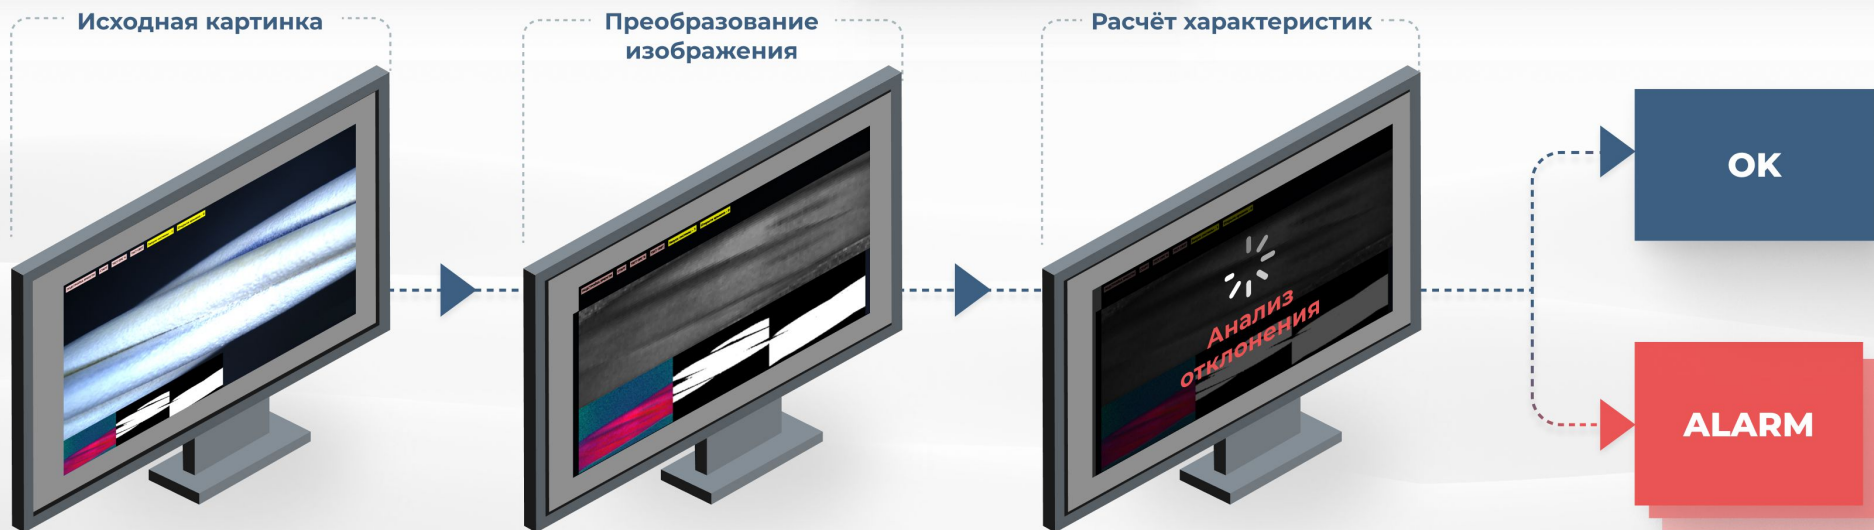 Исходная картинка
Преобразование
изображения
Расчёт характеристик
Анализ
отклонения
OK
ALARM